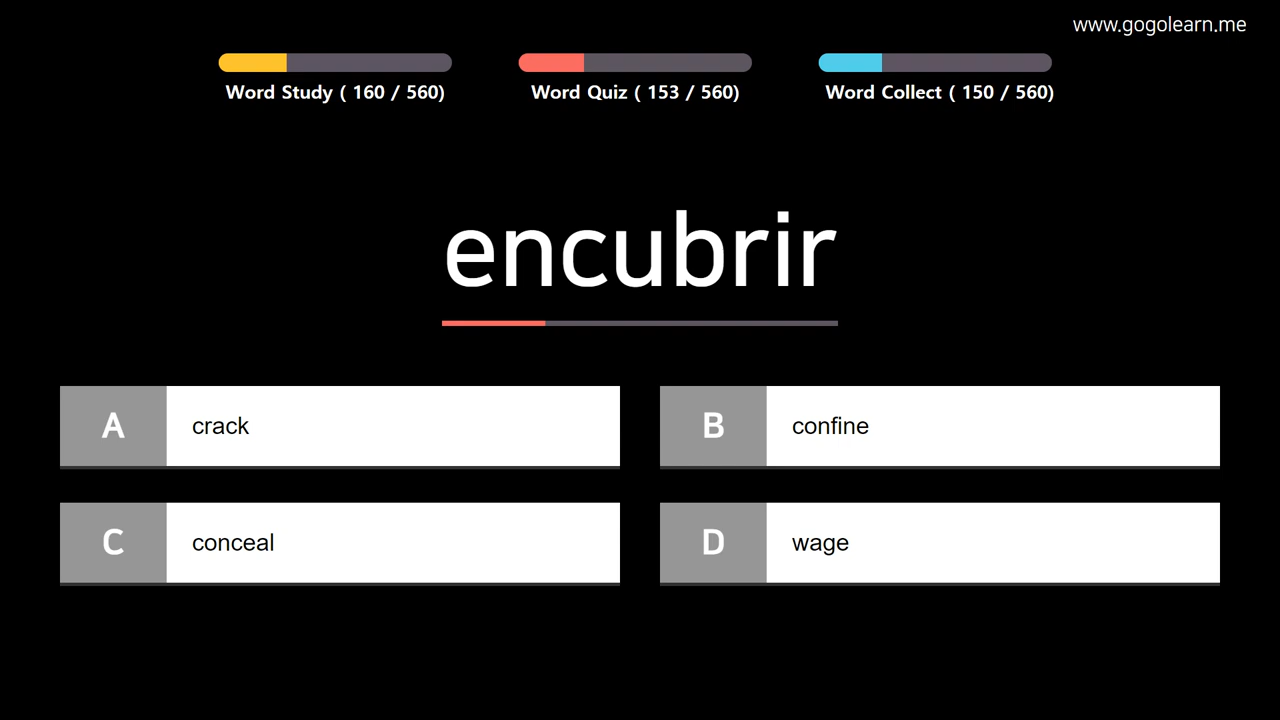 www.gogolearn.me
Word Study ( 160 / 560)
Word Quiz ( 153 / 560)
Word Collect ( 150 / 560)
encubrir
A crack
B confine
C conceal
D wage